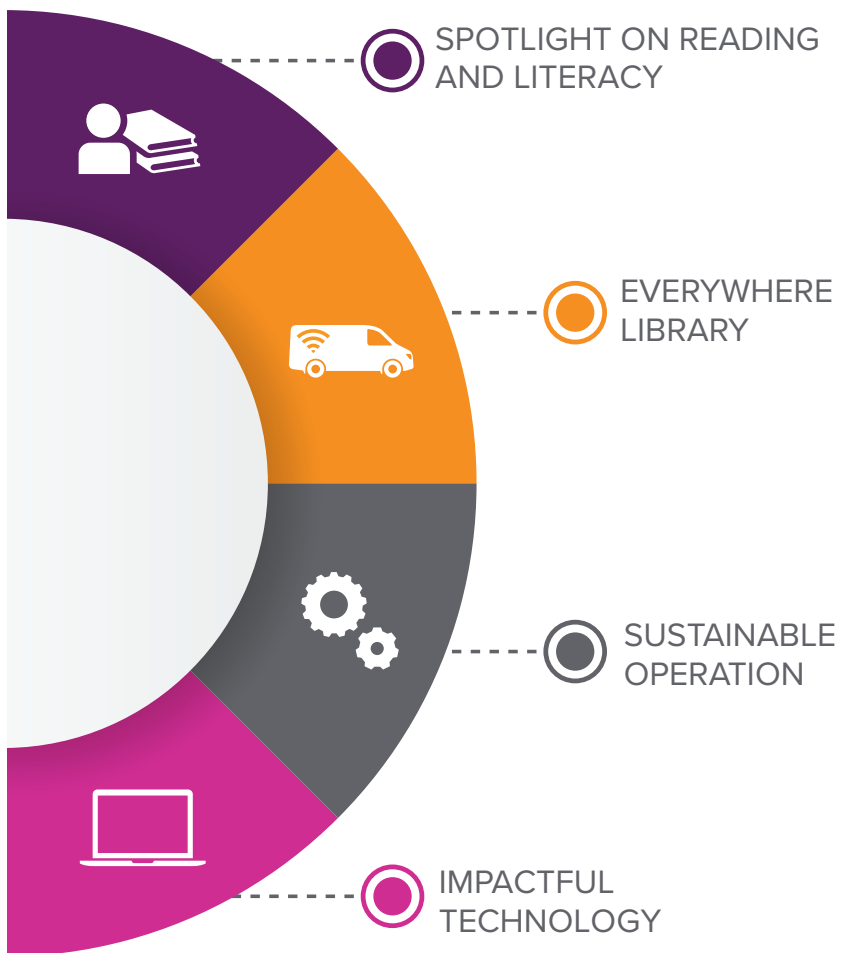 SPOTLIGHT ON READING
AND LITERACY
EVERYWHERE
LIBRARY
SUSTAINABLE
OPERATION
IMPACTFUL
TECHNOLOGY